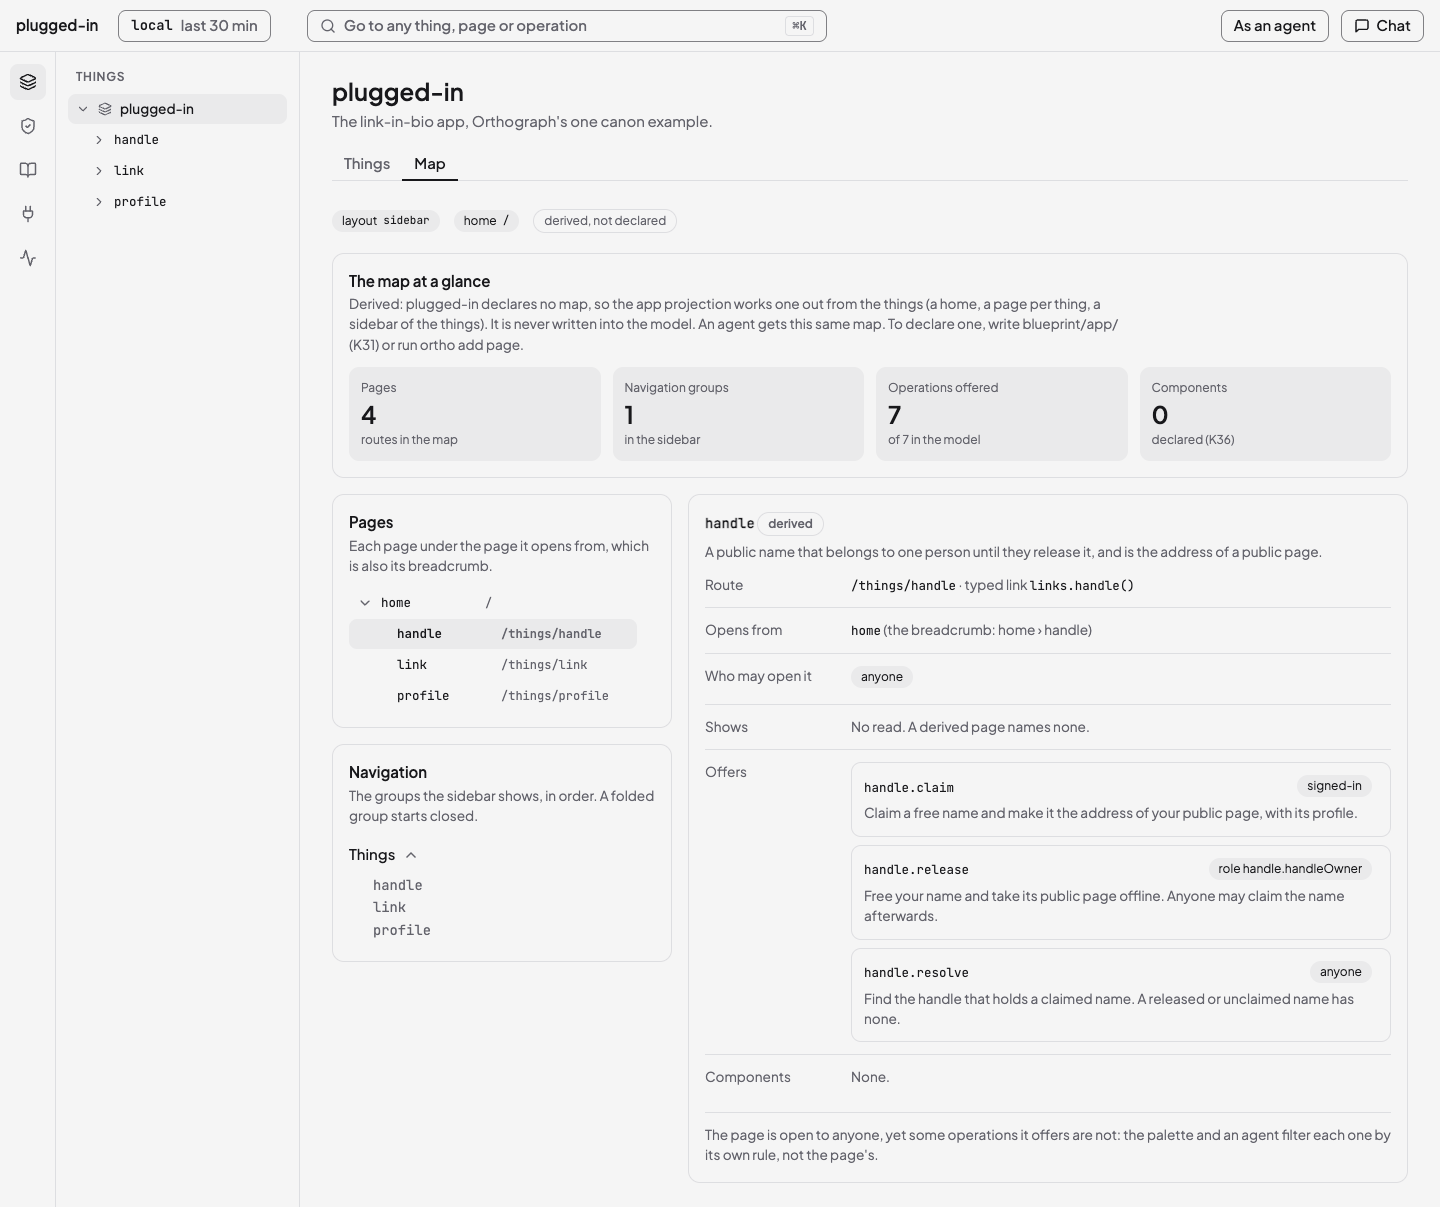 plugged-in
local last 30 min
Go to any thing, page or operation
⌘K
As an agent
Chat
THINGS
plugged-in
handle
link
profile
plugged-in
The link-in-bio app, Orthograph's one canon example.
Things
Map
layout sidebar
home /
derived, not declared
The map at a glance
Derived: plugged-in declares no map, so the app projection works one out from the things (a home, a page per thing, a
sidebar of the things). It is never written into the model. An agent gets this same map. To declare one, write blueprint/app/
(K31) or run ortho add page.
Pages
4
routes in the map
Navigation groups
1
in the sidebar
Operations offered
7
of 7 in the model
Components
0
declared (K36)
Pages
Each page under the page it opens from, which
is also its breadcrumb.
home /
handle /things/handle
link /things/link
profile /things/profile
Navigation
The groups the sidebar shows, in order. A folded
group starts closed.
Things
handle
link
profile
handle derived
A public name that belongs to one person until they release it, and is the address of a public page.
Route /things/handle · typed link links.handle()
Opens from home (the breadcrumb: home › handle)
Who may open it anyone
Shows No read. A derived page names none.
Offers
handle.claim signed-in
Claim a free name and make it the address of your public page, with its profile.
handle.release role handle.handleOwner
Free your name and take its public page offline. Anyone may claim the name
afterwards.
handle.resolve anyone
Find the handle that holds a claimed name. A released or unclaimed name has
none.
Components None.
The page is open to anyone, yet some operations it offers are not: the palette and an agent filter each one by
its own rule, not the page's.